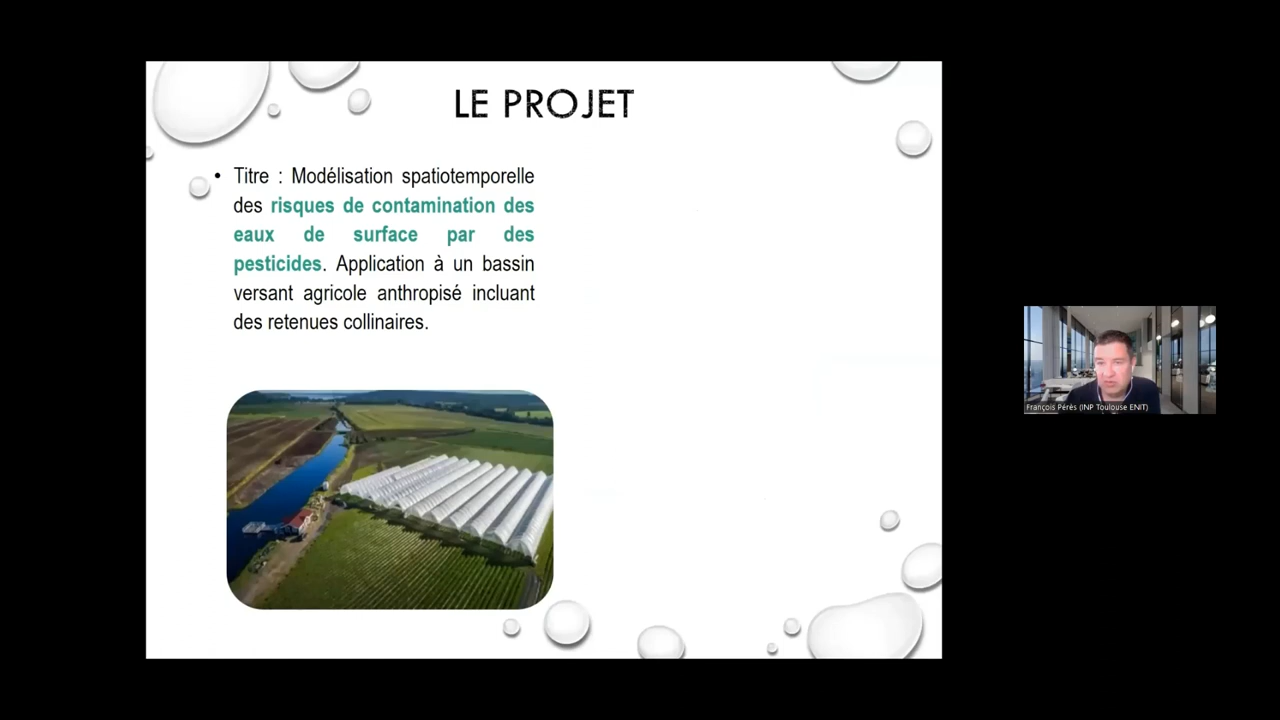 LE PROJET
• Titre : Modélisation spatiotemporelle
des risques de contamination des
eaux de surface par des
pesticides. Application à un bassin
versant agricole anthropisé incluant
des retenues collinaires.
François Pérès (INP Toulouse ENIT)